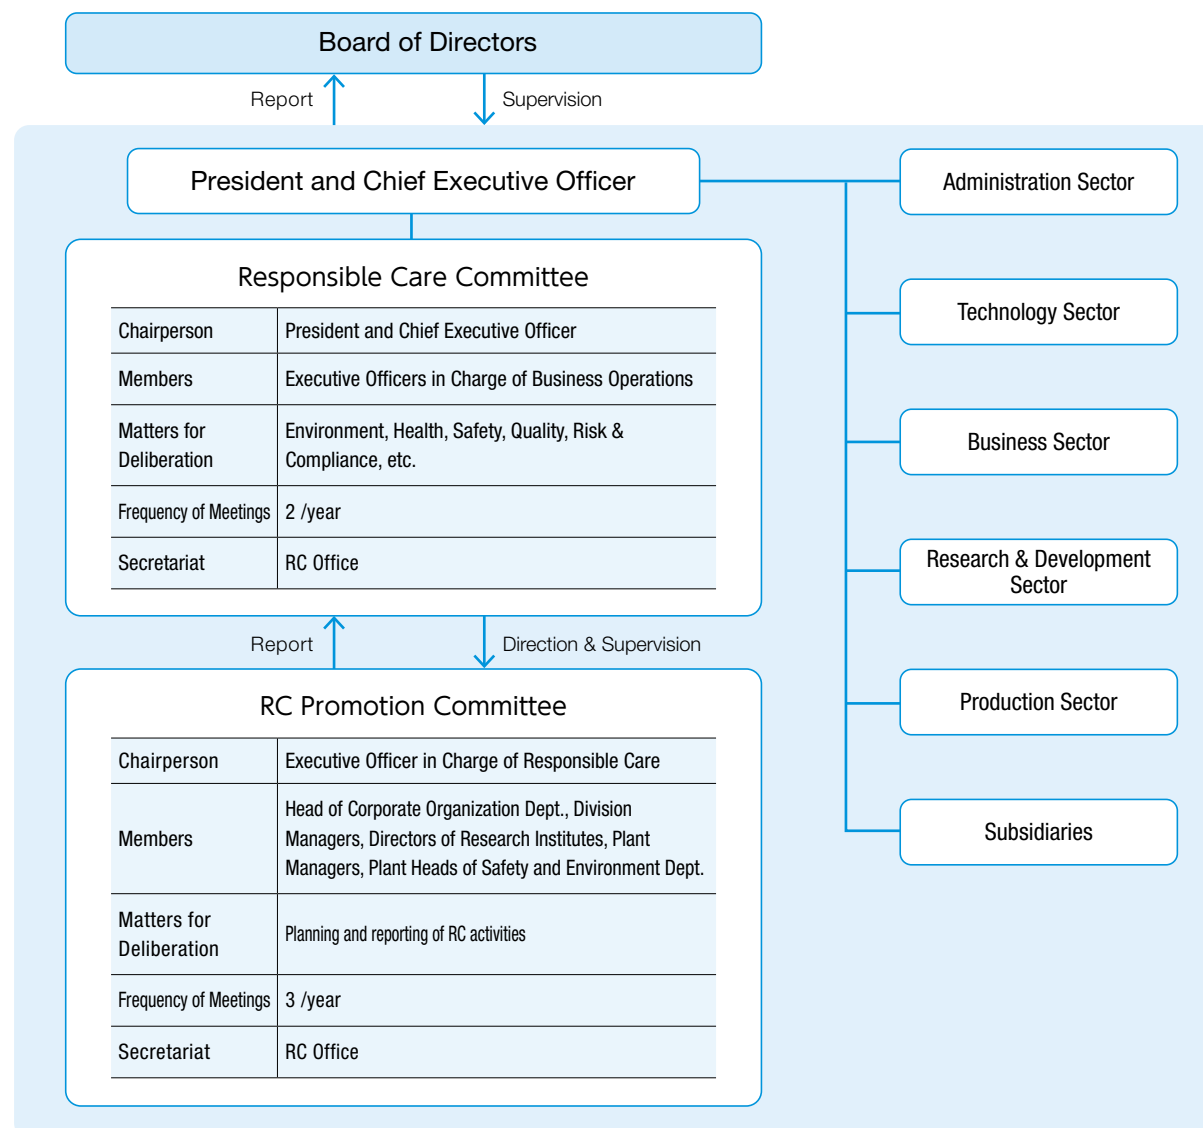 Board of Directors
Report
Supervision
President and Chief Executive Officer
Responsible Care Committee
Chairperson
President and Chief Executive Officer
Members
Executive Officers in Charge of Business Operations
Matters for
Deliberation
Environment, Health, Safety, Quality, Risk &
Compliance, etc.
Frequency of Meetings
2 /year
Secretariat
RC Office
Report
Direction & Supervision
RC Promotion Committee
Chairperson
Executive Officer in Charge of Responsible Care
Members
Head of Corporate Organization Dept., Division
Managers, Directors of Research Institutes, Plant
Managers, Plant Heads of Safety and Environment Dept.
Matters for
Deliberation
Planning and reporting of RC activities
Frequency of Meetings
3 /year
Secretariat
RC Office
Administration Sector
Technology Sector
Business Sector
Research & Development
Sector
Production Sector
Subsidiaries